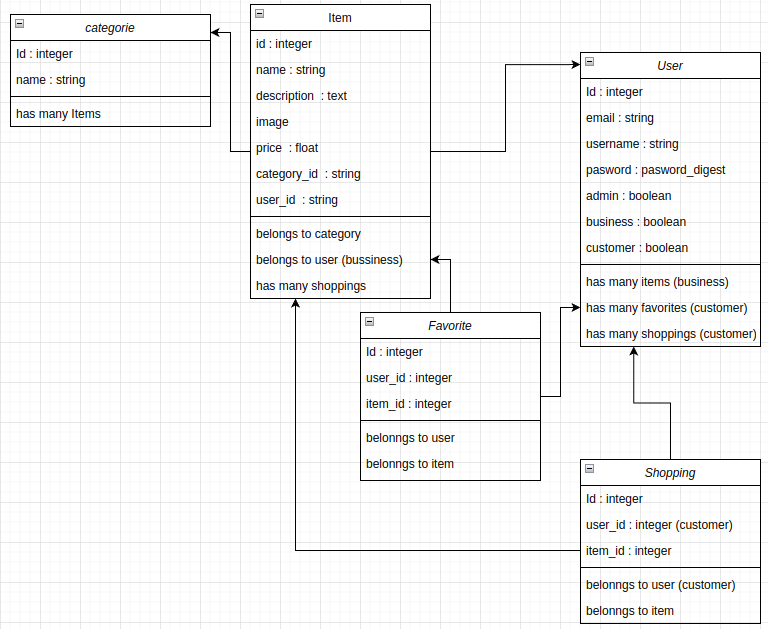 categorie
Id : integer
name : string
has many Items
Item
id : integer
name : string
description : text
image
price : float
category_id : string
user_id : string
belongs to category
belongs to user (bussiness)
has many shoppings
User
Id : integer
email : string
username : string
pasword : pasword_digest
admin : boolean
business : boolean
customer : boolean
has many items (business)
has many favorites (customer)
has many shoppings (customer)
Favorite
Id : integer
user_id : integer
item_id : integer
belonngs to user
belonngs to item
Shopping
Id : integer
user_id : integer (customer)
item_id : integer
belonngs to user (customer)
belonngs to item